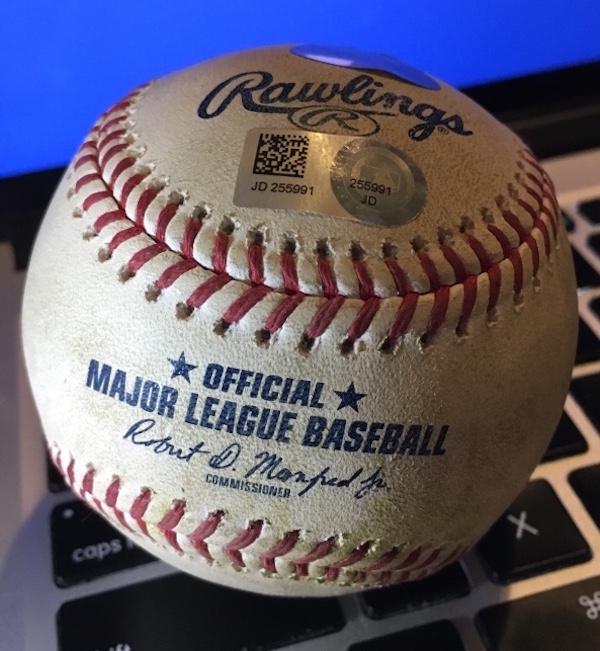 Rawlings
R
JD 255991
255991
JD
★ OFFICIAL ★
MAJOR LEAGUE BASEBALL
Robert D. Manfred Jr.
COMMISSIONER
caps
X
⌘